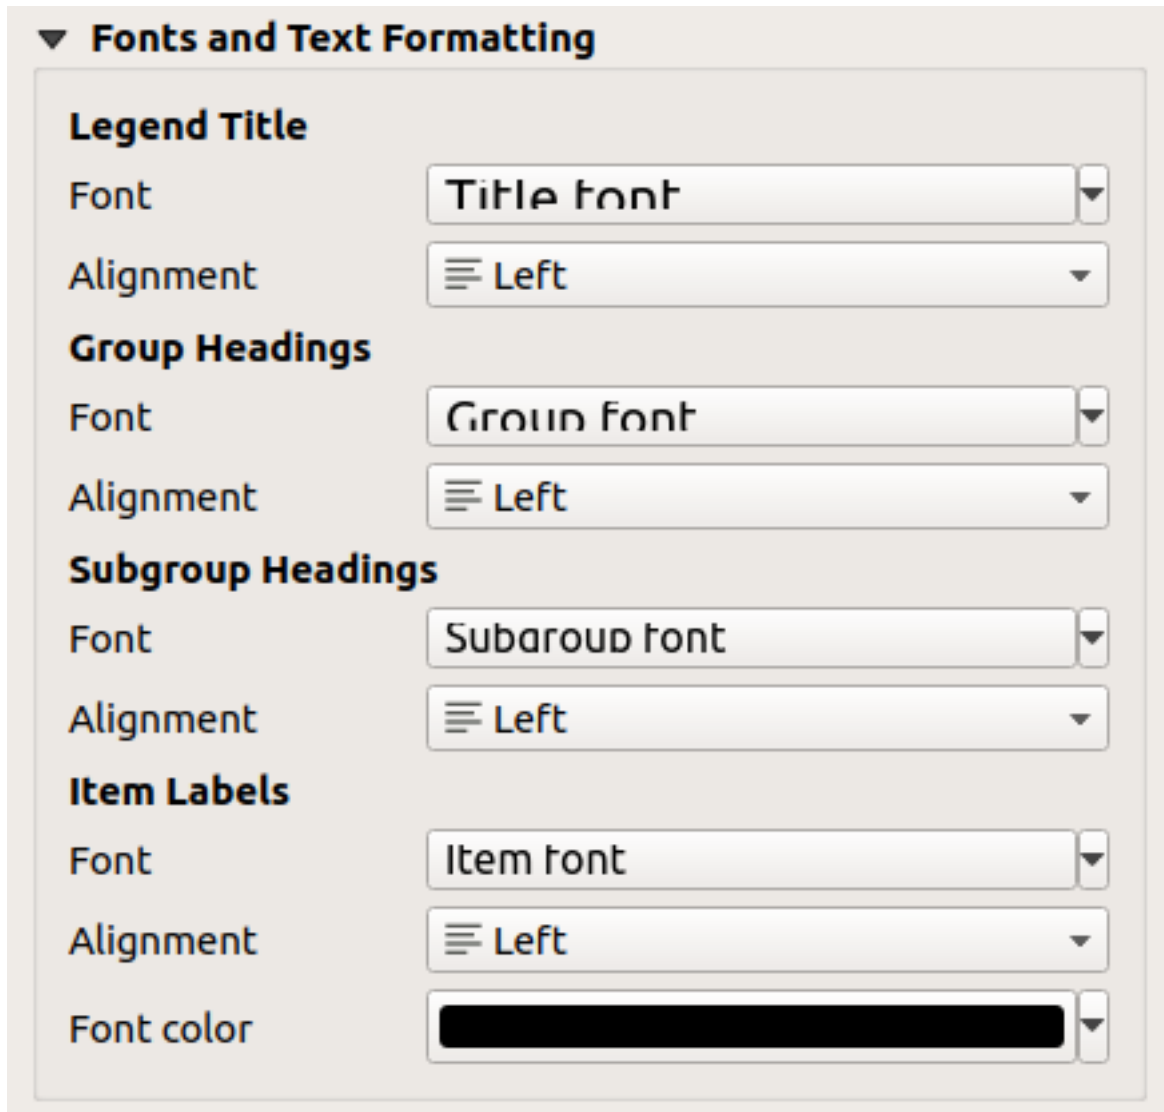 Fonts and Text Formatting
Legend Title
Font Title font
Alignment Left
Group Headings
Font Group font
Alignment Left
Subgroup Headings
Font Subgroup font
Alignment Left
Item Labels
Font Item font
Alignment Left
Font color